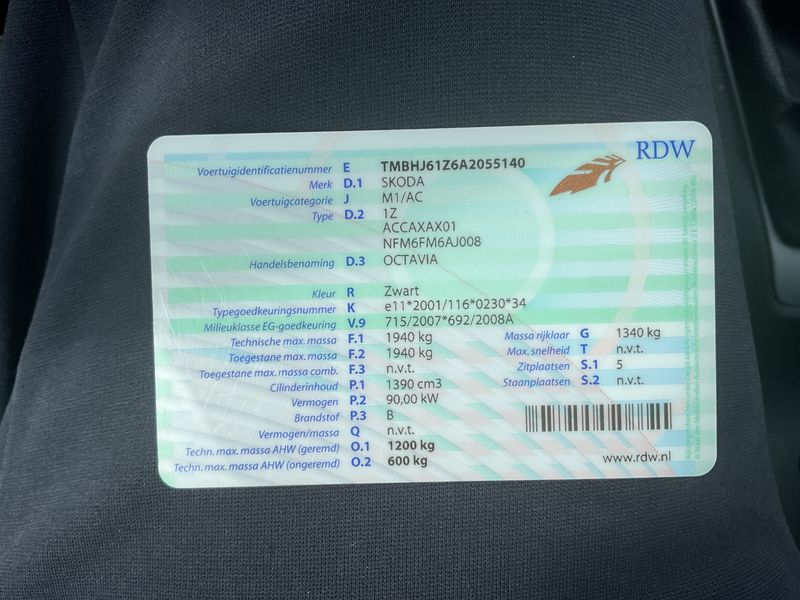 RDW
Voertuigidentificatienummer E TMBHJ61Z6A2055140
Merk D.1 SKODA
Voertuigcategorie J M1/AC
Type D.2 1Z
ACCAXAX01
NFM6FM6AJ008
Handelsbenaming D.3 OCTAVIA
Kleur R Zwart
Typegoedkeuringsnummer K e11*2001/116*0230*34
Milieuklasse EG-goedkeuring V.9 715/2007*692/2008A
Technische max. massa F.1 1940 kg
Toegestane max. massa F.2 1940 kg
Toegestane max. massa comb. F.3 n.v.t.
Cilinderinhoud P.1 1390 cm3
Vermogen P.2 90,00 kW
Brandstof P.3 B
Vermogen/massa Q n.v.t.
Techn. max. massa AHW (geremd) O.1 1200 kg
Techn. max. massa AHW (ongeremd) O.2 600 kg
Massa rijklaar G 1340 kg
Max. snelheid T n.v.t.
Zitplaatsen S.1 5
Staanplaatsen S.2 n.v.t.
www.rdw.nl